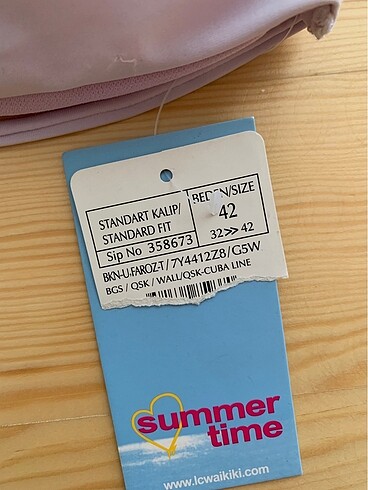 STANDART KALIP/
STANDARD FIT
Sip No 358673
BEDEN/SIZE
42
32>> 42
BKN-U-FAROZ-T / 7Y4412Z8 / G5W
BGS / QSK / WALL/QSK-CUBA LINE
summer
time
www.lcwaikiki.com